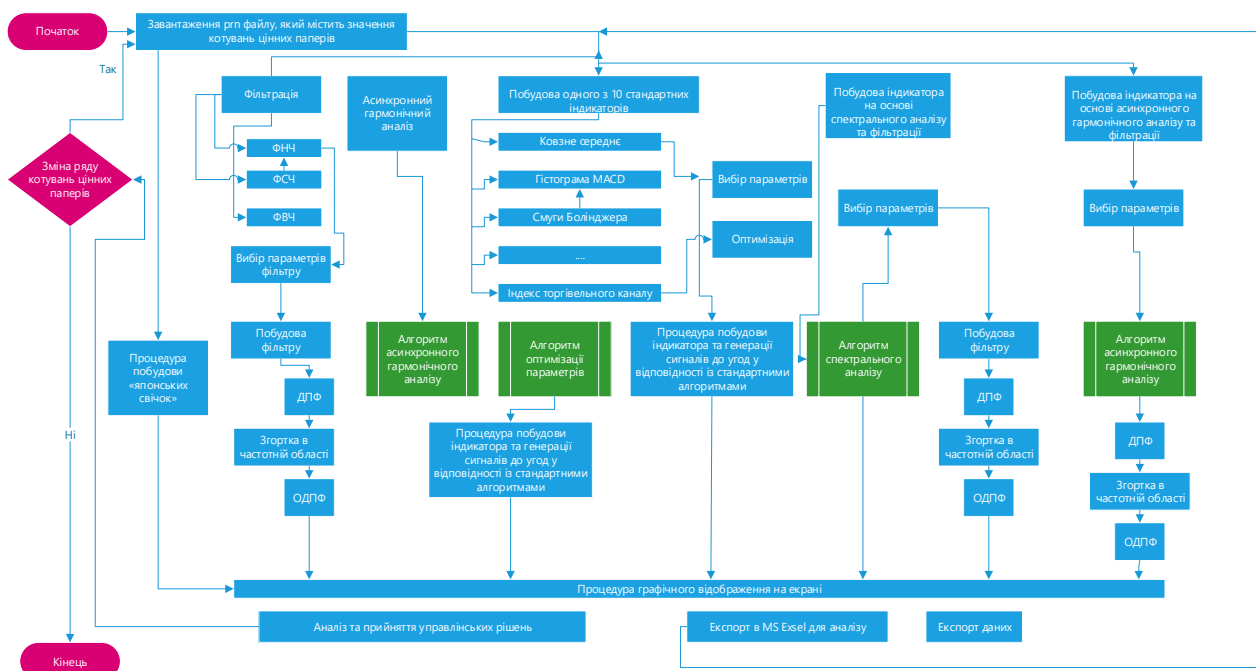 Початок
Завантаження prn файлу, який містить значення
котувань цінних паперів
Так
Фільтрація
Асинхронний
гармонічний
аналіз
Побудова одного з 10 стандартних
індикаторів
Побудова індикатора
на основі
спектрального аналізу
та фільтрації
Побудова індикатора на
основі асинхронного
гармонічного аналізу та
фільтрації
Зміна ряду
котувань цінних
паперів
ФНЧ
ФСЧ
ФВЧ
Ковзне середнє
Гістограма MACD
Смуги Болінджера
....
Індекс торгівельного каналу
Вибір параметрів
Оптимізація
Вибір параметрів
Вибір параметрів
Вибір параметрів
фільтру
Процедура
побудови
«японських
свічок»
Побудова
фільтру
Алгоритм
асинхронного
гармонічного
аналізу
Алгоритм
оптимізації
параметрів
Процедура побудови
індикатора та генерації
сигналів до угод у
відповідності із стандартними
алгоритмами
Алгоритм
спектрального
аналізу
Побудова
фільтру
Алгоритм
асинхронного
гармонічного
аналізу
ДПФ
ДПФ
Ні
Згортка в
частотній області
Процедура побудови
індикатора та генерації
сигналів до угод у
відповідності із стандартними
алгоритмами
Згортка в
частотній області
ДПФ
ОДПФ
ОДПФ
Згортка в
частотній області
ОДПФ
Процедура графічного відображення на екрані
Аналіз та прийняття управлінських рішень
Експорт в MS Exsel для аналізу
Експорт даних
Кінець